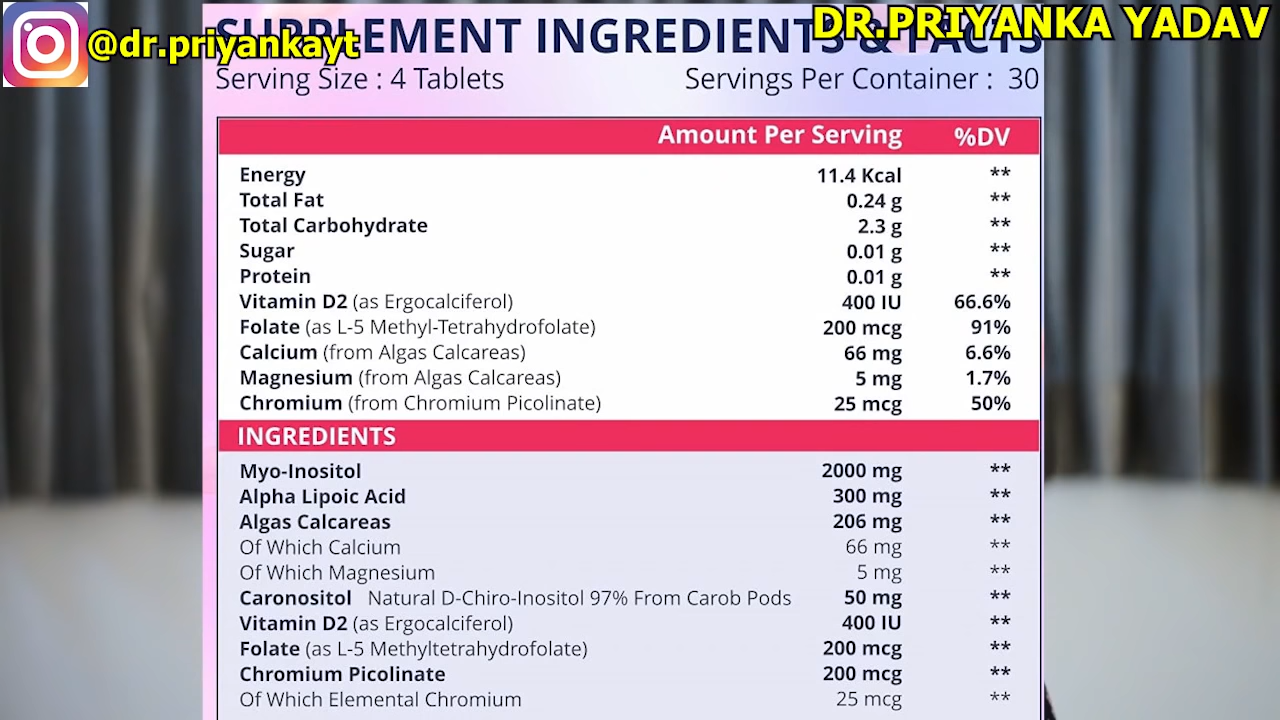 DR.PRIYANKA YADAV
@dr.priyankayt
SUPPLEMENT INGREDIENTS & FACTS
Serving Size : 4 Tablets Servings Per Container : 30
Amount Per Serving %DV
Energy 11.4 Kcal **
Total Fat 0.24 g **
Total Carbohydrate 2.3 g **
Sugar 0.01 g **
Protein 0.01 g **
Vitamin D2 (as Ergocalciferol) 400 IU 66.6%
Folate (as L-5 Methyl-Tetrahydrofolate) 200 mcg 91%
Calcium (from Algas Calcareas) 66 mg 6.6%
Magnesium (from Algas Calcareas) 5 mg 1.7%
Chromium (from Chromium Picolinate) 25 mcg 50%
INGREDIENTS
Myo-Inositol 2000 mg **
Alpha Lipoic Acid 300 mg **
Algas Calcareas 206 mg **
Of Which Calcium 66 mg **
Of Which Magnesium 5 mg **
Caronositol Natural D-Chiro-Inositol 97% From Carob Pods 50 mg **
Vitamin D2 (as Ergocalciferol) 400 IU **
Folate (as L-5 Methyltetrahydrofolate) 200 mcg **
Chromium Picolinate 200 mcg **
Of Which Elemental Chromium 25 mcg **